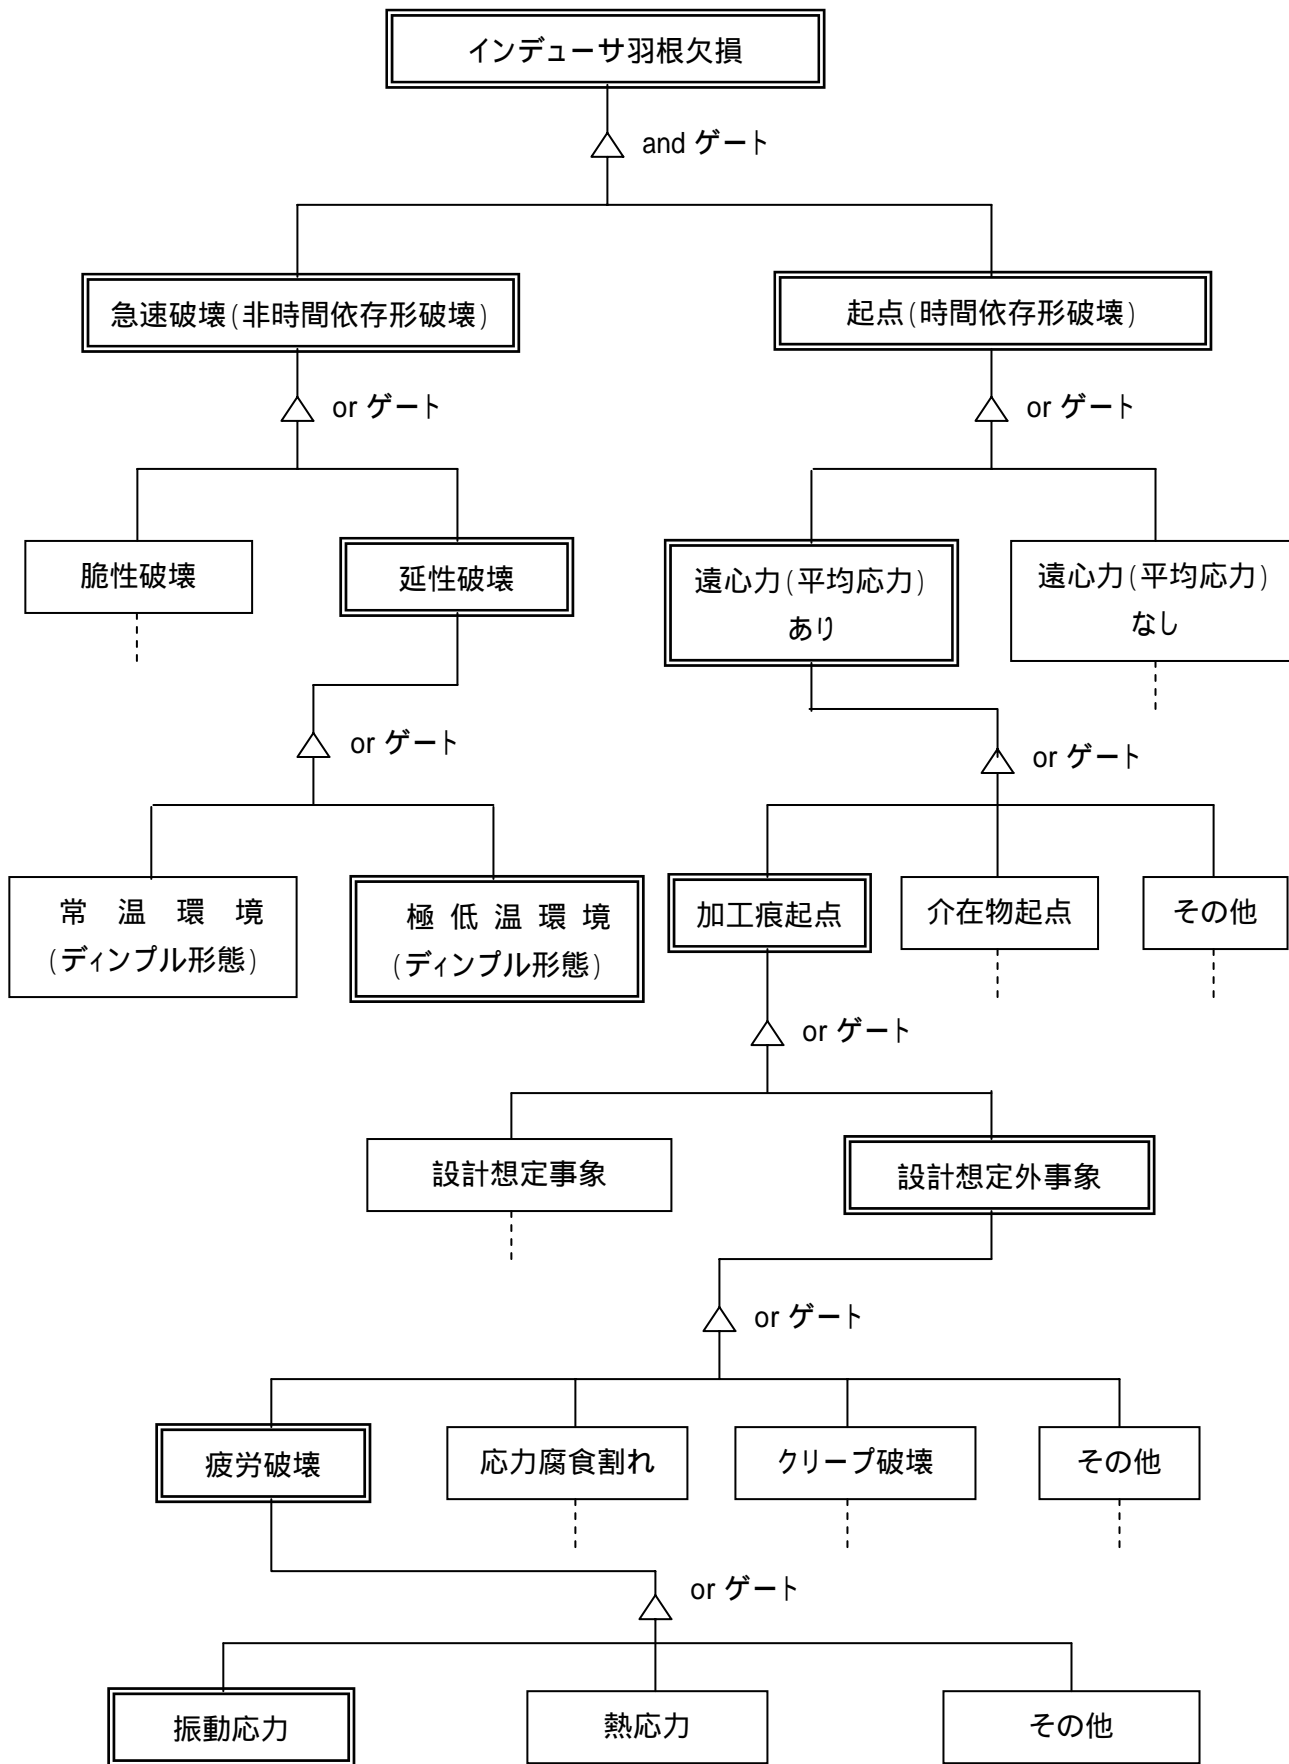 インデューサ羽根欠損
and ゲート
急速破壊(非時間依存形破壊)
起点(時間依存形破壊)
or ゲート
or ゲート
脆性破壊
延性破壊
遠心力(平均応力)
あり
遠心力(平均応力)
なし
or ゲート
or ゲート
常温環境
(ディンプル形態)
極低温環境
(ディンプル形態)
加工痕起点
介在物起点
その他
or ゲート
設計想定事象
設計想定外事象
or ゲート
疲労破壊
応力腐食割れ
クリープ破壊
その他
or ゲート
振動応力
熱応力
その他